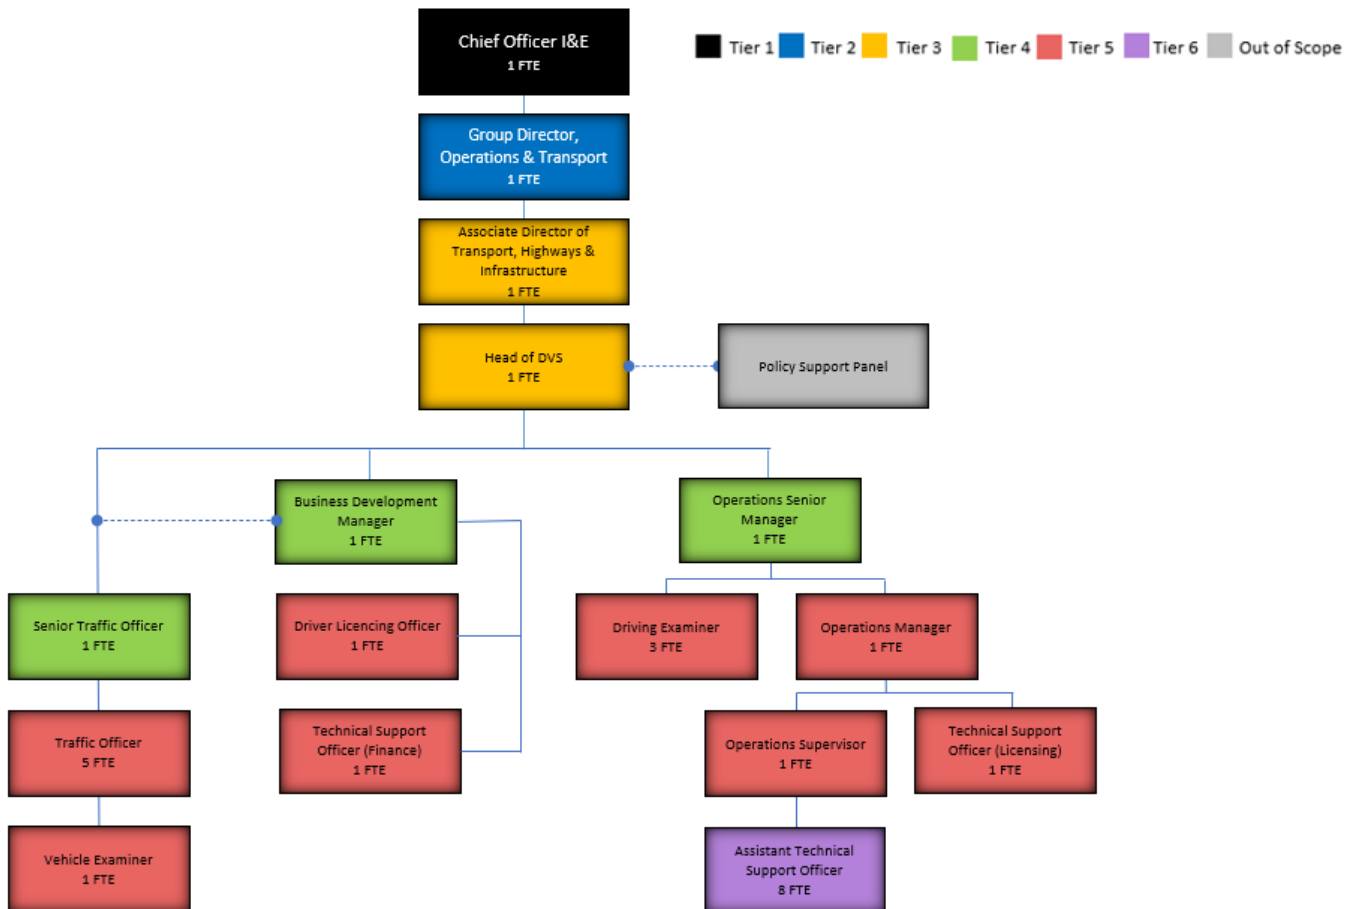 Chief Officer I&E
1 FTE
Tier 1
Tier 2
Tier 3
Tier 4
Tier 5
Tier 6
Out of Scope
Group Director,
Operations & Transport
1 FTE
Associate Director of
Transport, Highways &
Infrastructure
1 FTE
Head of DVS
1 FTE
Policy Support Panel
Business Development
Manager
1 FTE
Operations Senior
Manager
1 FTE
Senior Traffic Officer
1 FTE
Driver Licencing Officer
1 FTE
Driving Examiner
3 FTE
Operations Manager
1 FTE
Traffic Officer
5 FTE
Technical Support
Officer (Finance)
1 FTE
Operations Supervisor
1 FTE
Technical Support
Officer (Licensing)
1 FTE
Vehicle Examiner
1 FTE
Assistant Technical
Support Officer
8 FTE